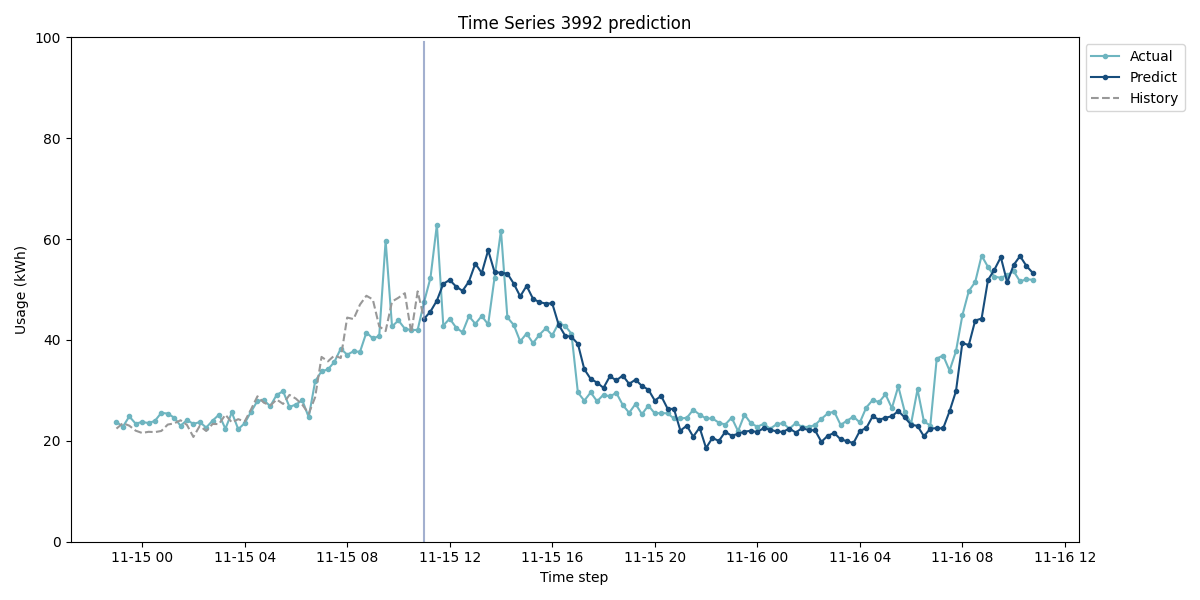 Time Series 3992 prediction
100
80
60
40
20
0
Usage (kWh)
11-15 00
11-15 04
11-15 08
11-15 12
11-15 16
11-15 20
11-16 00
11-16 04
11-16 08
11-16 12
Time step
Actual
Predict
History